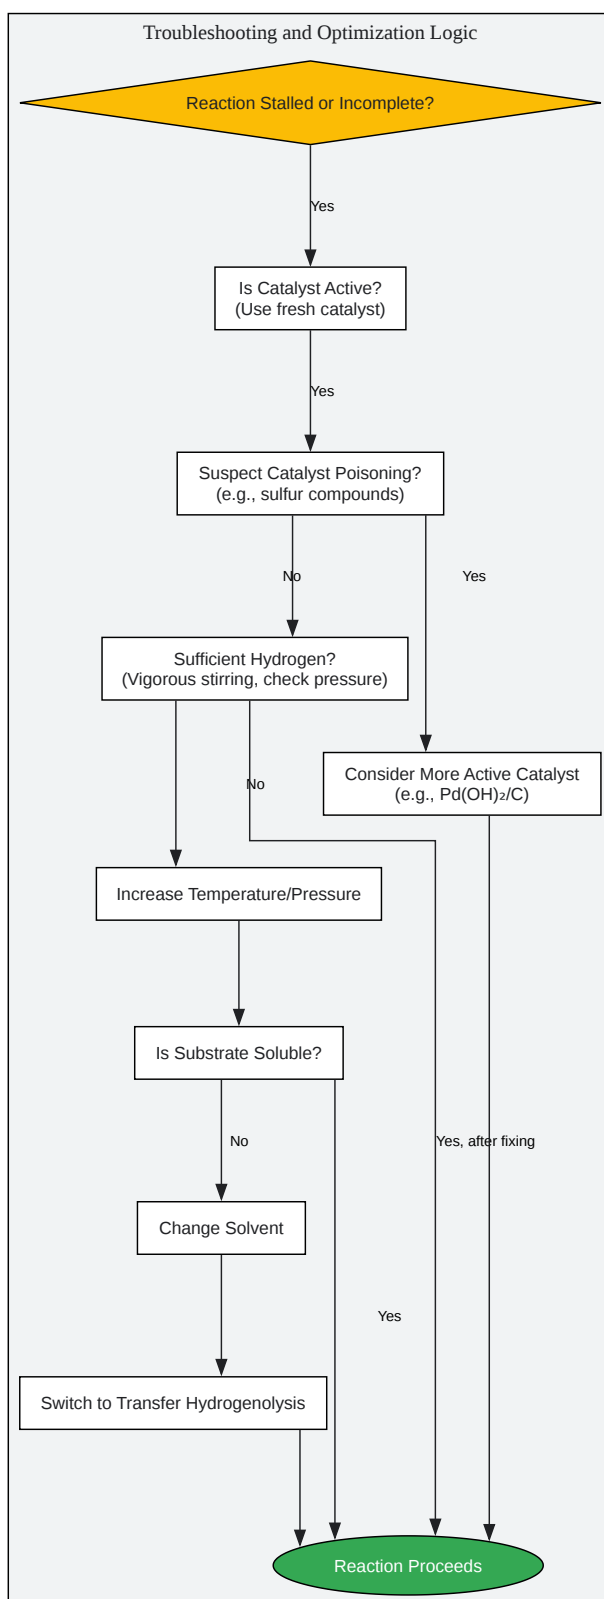 Troubleshooting and Optimization Logic
Reaction Stalled or Incomplete?
Yes
Is Catalyst Active?
(Use fresh catalyst)
Yes
Suspect Catalyst Poisoning?
(e.g., sulfur compounds)
No
Yes
Sufficient Hydrogen?
(Vigorous stirring, check pressure)
Consider More Active Catalyst
(e.g., Pd(OH)₂/C)
No
Increase Temperature/Pressure
Is Substrate Soluble?
No
Yes, after fixing
Change Solvent
Yes
Switch to Transfer Hydrogenolysis
Reaction Proceeds